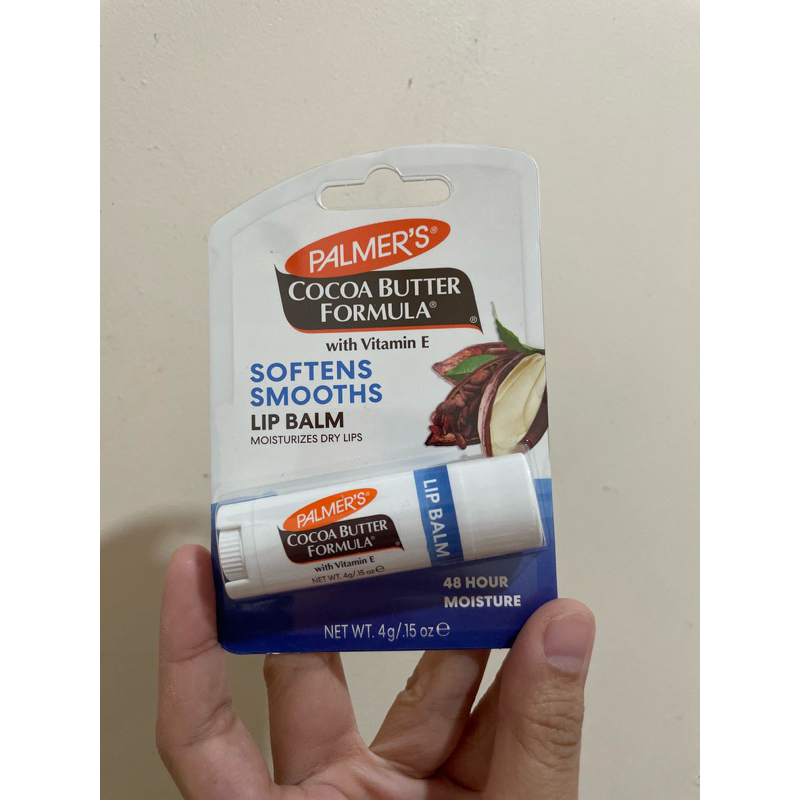 PALMER'S®
COCOA BUTTER
FORMULA®
®
with Vitamin E
SOFTENS
SMOOTHS
LIP BALM
MOISTURIZES DRY LIPS
PALMER'S®
COCOA BUTTER
FORMULA®
with Vitamin E
NET WT. 4g/.15 oz ℮
LIP BALM
48 HOUR
MOISTURE
NET WT. 4g/.15 oz ℮